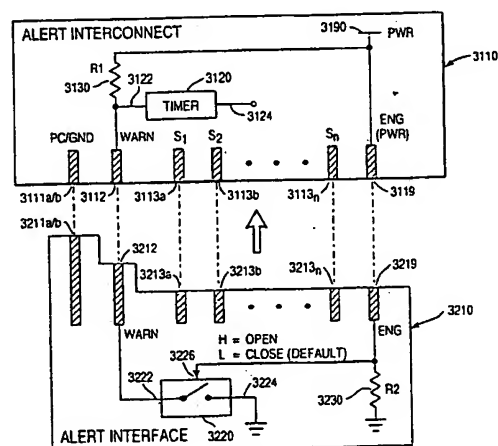 ALERT INTERCONNECT
3190 PWR
R1
3130
3122
3120
TIMER
3124
3110
PC/GND
WARN
S1
S2
Sn
ENG
(PWR)
3111a/b
3112
3113a
3113b
3113n
3119
3211a/b
3212
3213a
3213b
3213n
3219
3210
WARN
H = OPEN
L = CLOSE (DEFAULT)
ENG
3226
3222
3224
3220
3230
R2
ALERT INTERFACE